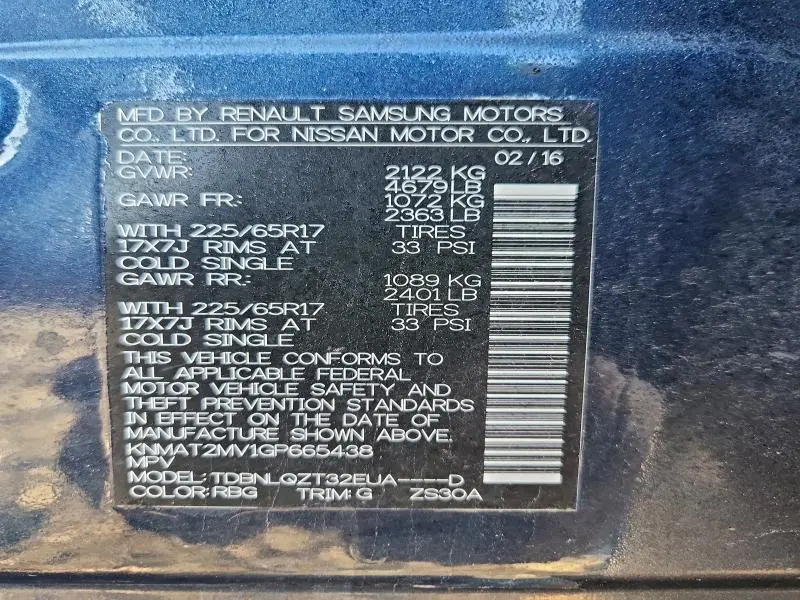 MFD BY RENAULT SAMSUNG MOTORS
CO., LTD. FOR NISSAN MOTOR CO., LTD.
DATE: 02/16
GVWR: 2122 KG
4679LB
GAWR FR: 1072 KG
2363 LB
WITH 225/65R17 TIRES
17X7J RIMS AT 33 PSI
COLD SINGLE
GAWR RR: 1089 KG
2401 LB
WITH 225/65R17 TIRES
17X7J RIMS AT 33 PSI
COLD SINGLE
THIS VEHICLE CONFORMS TO
ALL APPLICABLE FEDERAL
MOTOR VEHICLE SAFETY AND
THEFT PREVENTION STANDARDS
IN EFFECT ON THE DATE OF
MANUFACTURE SHOWN ABOVE.
KNMAT2MV1GP665438
MPV
MODEL:TDBNLQZT32EUA----D
COLOR:RBG TRIM:G ZS30A